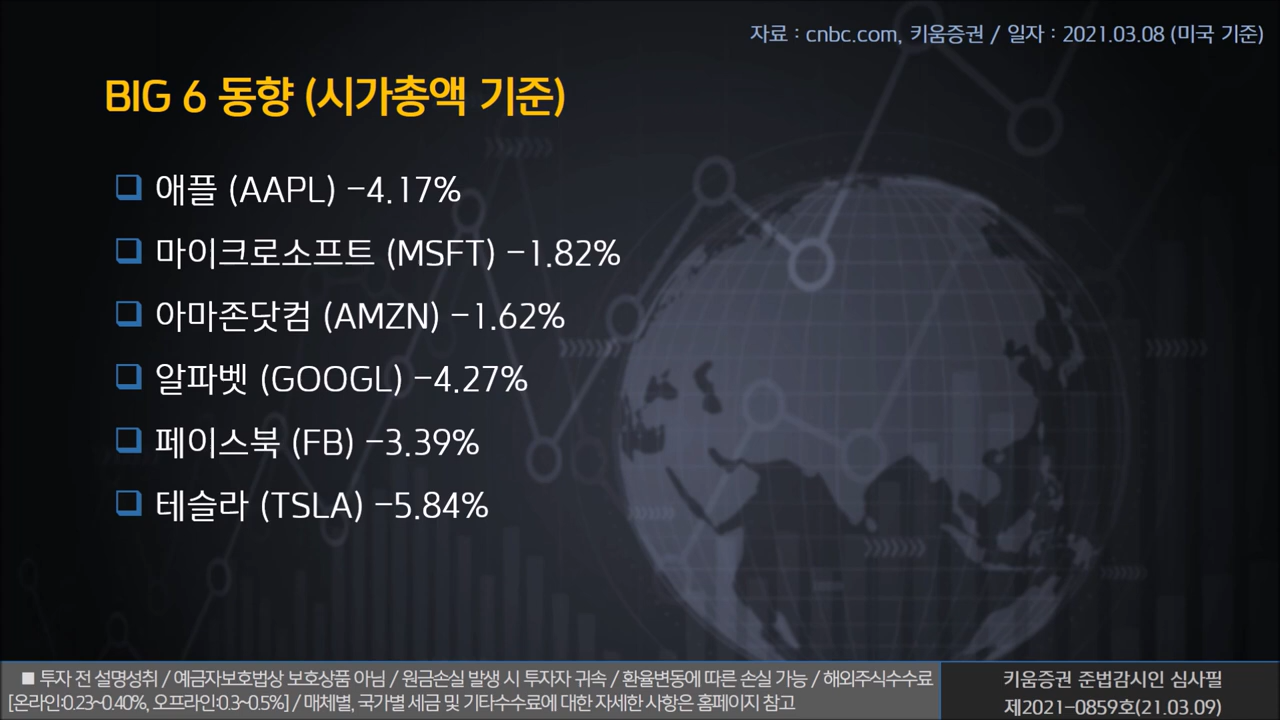 자료 : cnbc.com, 키움증권 / 일자 : 2021.03.08 (미국 기준)
BIG 6 동향 (시가총액 기준)
❑ 애플 (AAPL) -4.17%
❑ 마이크로소프트 (MSFT) -1.82%
❑ 아마존닷컴 (AMZN) -1.62%
❑ 알파벳 (GOOGL) -4.27%
❑ 페이스북 (FB) -3.39%
❑ 테슬라 (TSLA) -5.84%
■ 투자 전 설명성취 / 예금자보호법상 보호상품 아님 / 원금손실 발생 시 투자자 귀속 / 환율변동에 따른 손실 가능 / 해외주식수수료
[온라인:0.23~0.40%, 오프라인:0.3~0.5%] / 매체별, 국가별 세금 및 기타수수료에 대한 자세한 사항은 홈페이지 참고
키움증권 준법감시인 심사필
제2021-0859호(21.03.09)